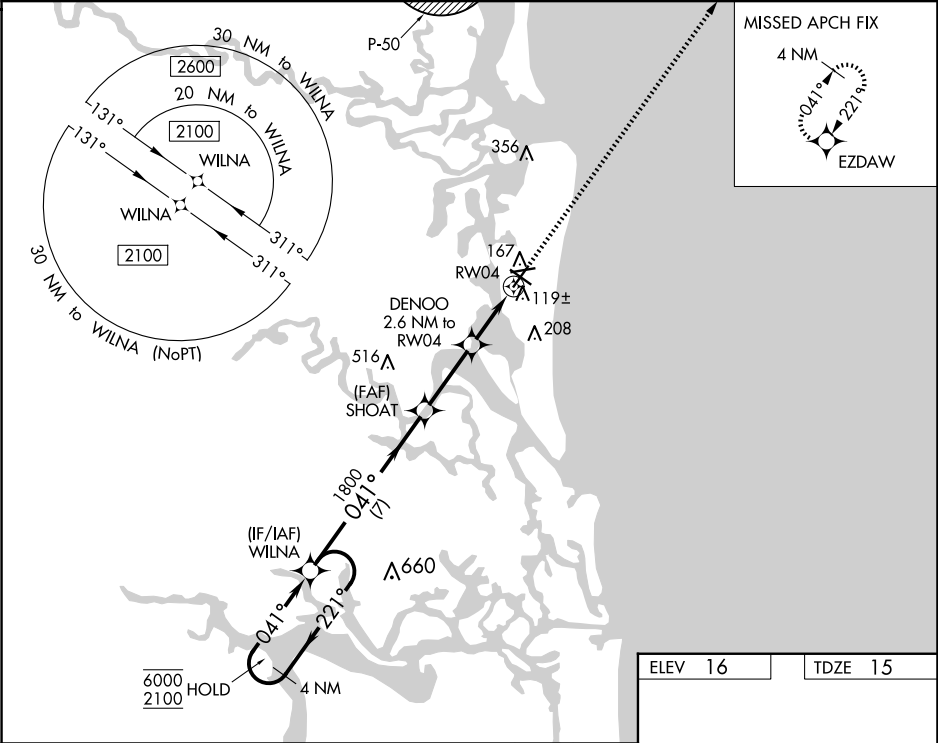 30 NM to WILNA
2600
20 NM to WILNA
2100
131°
131°
WILNA
WILNA
311°
311°
2100
30 NM to WILNA (NoPT)
P-50
MISSED APCH FIX
4 NM
041°
221°
EZDAW
356
167
RW04
119±
208
DENOO
2.6 NM to
RW04
516
(FAF)
SHOAT
1800
041°
(7)
(IF/IAF)
WILNA
660
041°
221°
6000
2100
HOLD
4 NM
ELEV 16
TDZE 15